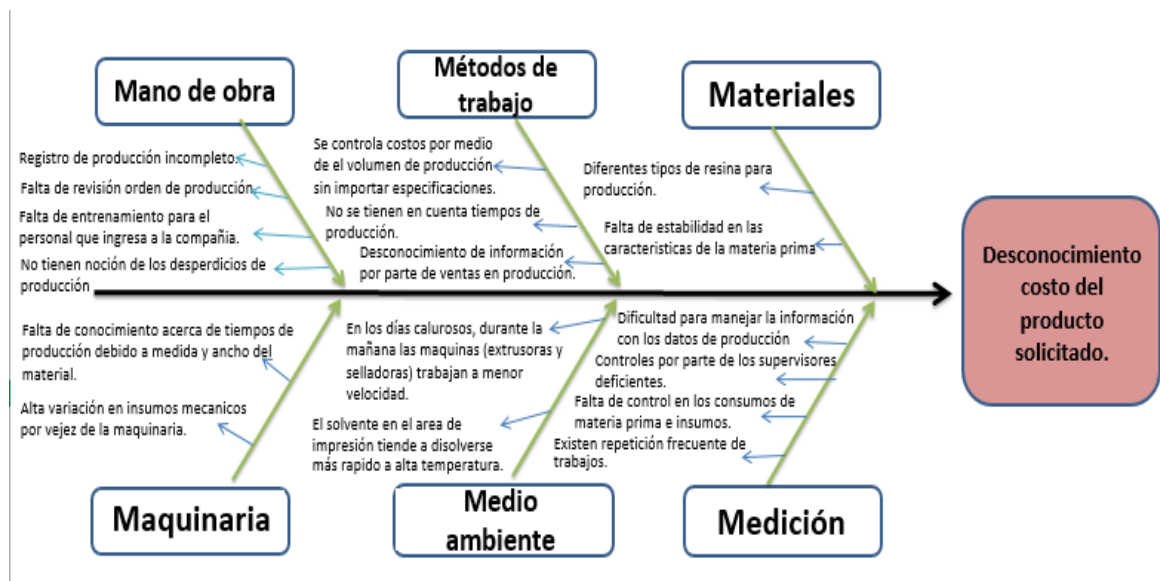 Mano de obra
Registro de producción incompleto.
Falta de revisión orden de producción
Falta de entrenamiento para el
personal que ingresa a la compañia.
No tienen noción de los desperdicios de
producción
Métodos de
trabajo
Se controla costos por medio
de el volumen de producción
sin importar especificaciones.
No se tienen en cuenta tiempos de
producción.
Desconocimiento de información
por parte de ventas en producción.
Materiales
Diferentes tipos de resina para
producción.
Falta de estabilidad en las
caracteristicas de la materia prima
Desconocimiento
costo del
producto
solicitado.
Falta de conocimiento acerca de tiempos de
producción debido a medida y ancho del
material.
Alta variación en insumos mecanicos
por vejez de la maquinaria.
Maquinaria
En los días calurosos, durante la
mañana las maquinas (extrusoras y
selladoras) trabajan a menor
velocidad.
El solvente en el area de
impresión tiende a disolverse
más rapido a alta temperatura.
Medio
ambiente
Dificultad para manejar la información
con los datos de producción
Controles por parte de los supervisores
deficientes.
Falta de control en los consumos de
materia prima e insumos.
Existen repetición frecuente de
trabajos.
Medición